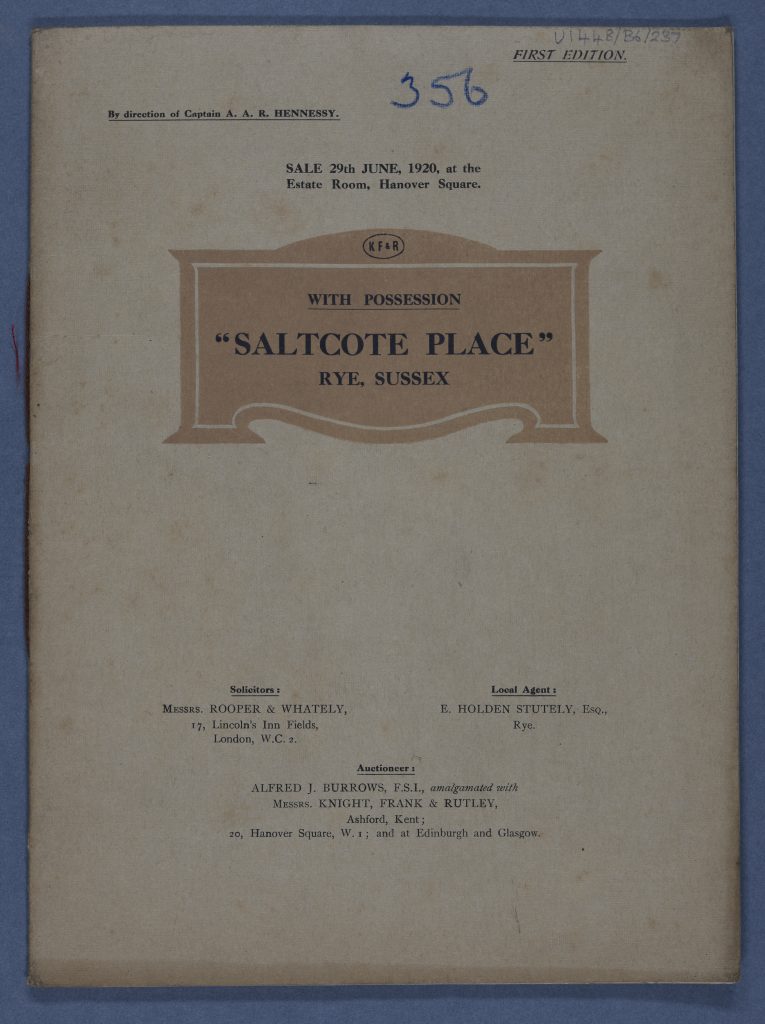 U1448/B6/237
FIRST EDITION.
356
By direction of Captain A. A. R. HENNESSY.
SALE 29th JUNE, 1920, at the
Estate Room, Hanover Square.
K F & R
WITH POSSESSION
“SALTCOTE PLACE”
RYE, SUSSEX
Solicitors:
MESSRS. ROOPER & WHATELY,
17, Lincoln's Inn Fields,
London, W.C. 2.
Local Agent:
E. HOLDEN STUTELY, ESQ.,
Rye.
Auctioneer:
ALFRED J. BURROWS, F.S.I., amalgamated with
MESSRS. KNIGHT, FRANK & RUTLEY,
Ashford, Kent;
20, Hanover Square, W. 1; and at Edinburgh and Glasgow.